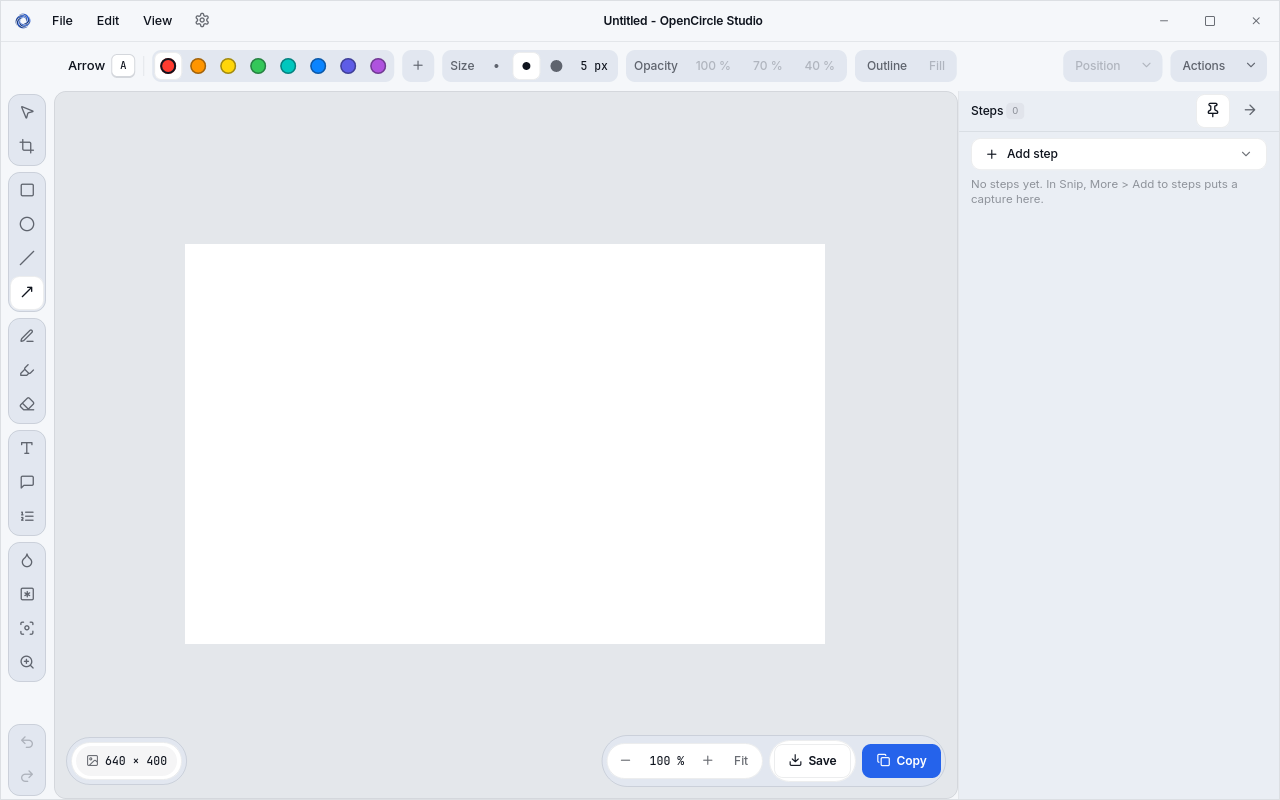 File Edit View Untitled - OpenCircle Studio
Arrow A Size 5 px Opacity 100 % 70 % 40 % Outline Fill Position Actions
Steps 0
Add step
No steps yet. In Snip, More > Add to steps puts a
capture here.
640 × 400 100 % Fit Save Copy